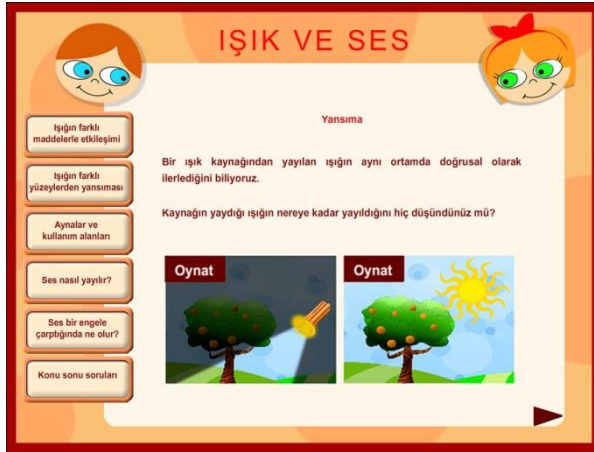 IŞIK VE SES
Işığın farklı
maddelerle etkileşimi
Işığın farklı
yüzeylerden yansıması
Aynalar ve
kullanım alanları
Ses nasıl yayılır?
Ses bir engele
çarptığında ne olur?
Konu sonu soruları
Yansıma
Bir ışık kaynağından yayılan ışığın aynı ortamda doğrusal olarak
ilerlediğini biliyoruz.
Kaynağın yaydığı ışığın nereye kadar yayıldığını hiç düşündünüz mü?
Oynat
Oynat